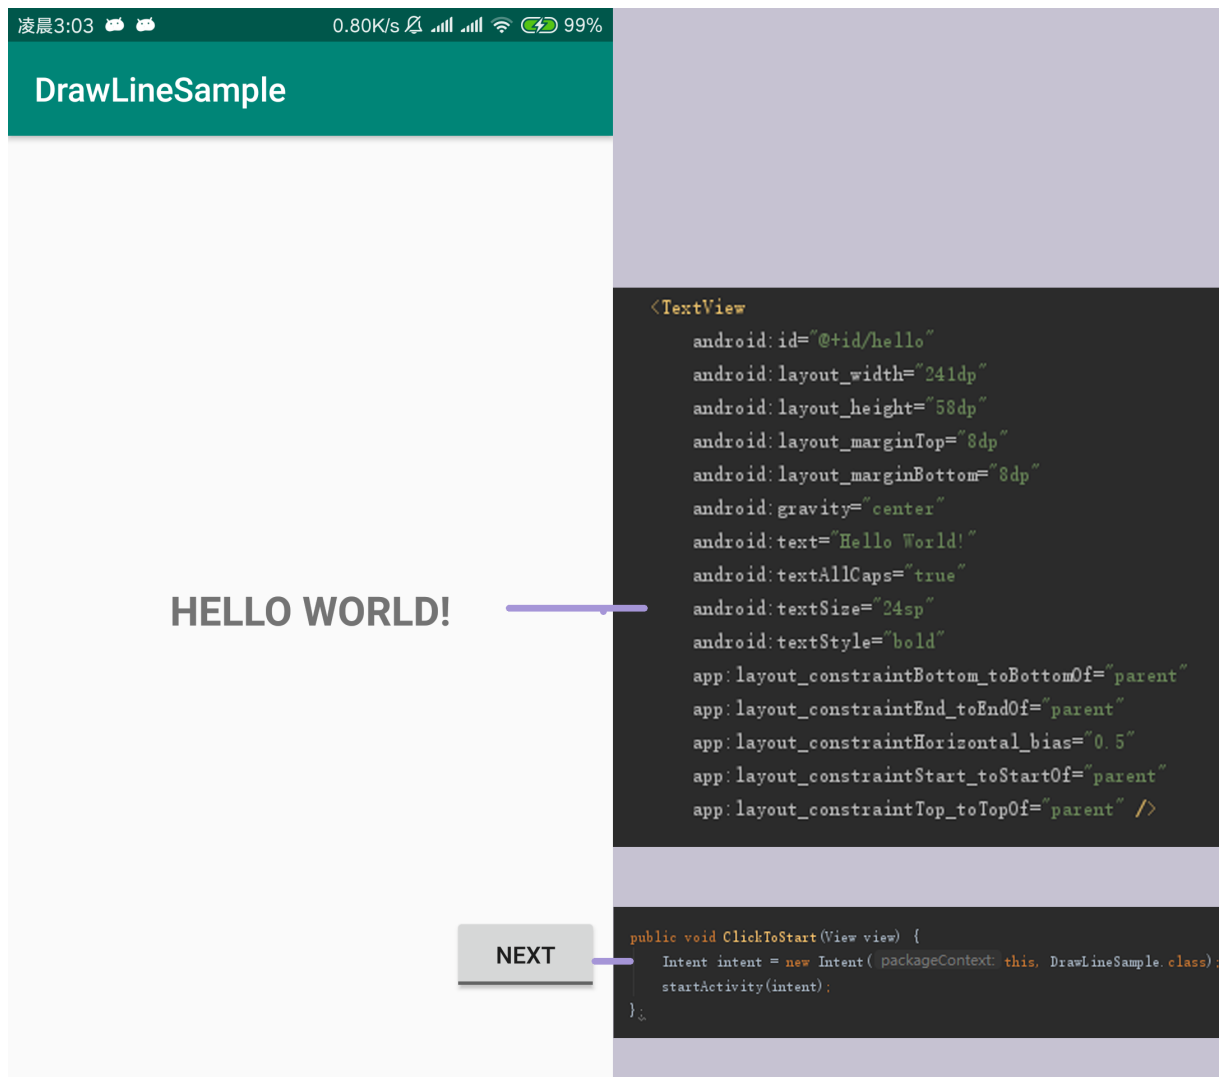 凌晨3:03 0.80K/s 99%
DrawLineSample
HELLO WORLD!
NEXT
<TextView
android:id="@+id/hello"
android:layout_width="241dp"
android:layout_height="58dp"
android:layout_marginTop="8dp"
android:layout_marginBottom="8dp"
android:gravity="center"
android:text="Hello World!"
android:textAllCaps="true"
android:textSize="24sp"
android:textStyle="bold"
app:layout_constraintBottom_toBottomOf="parent"
app:layout_constraintEnd_toEndOf="parent"
app:layout_constraintHorizontal_bias="0.5"
app:layout_constraintStart_toStartOf="parent"
app:layout_constraintTop_toTopOf="parent" />
public void ClickToStart(View view) {
Intent intent = new Intent( packageContext: this, DrawLineSample.class);
startActivity(intent);
};